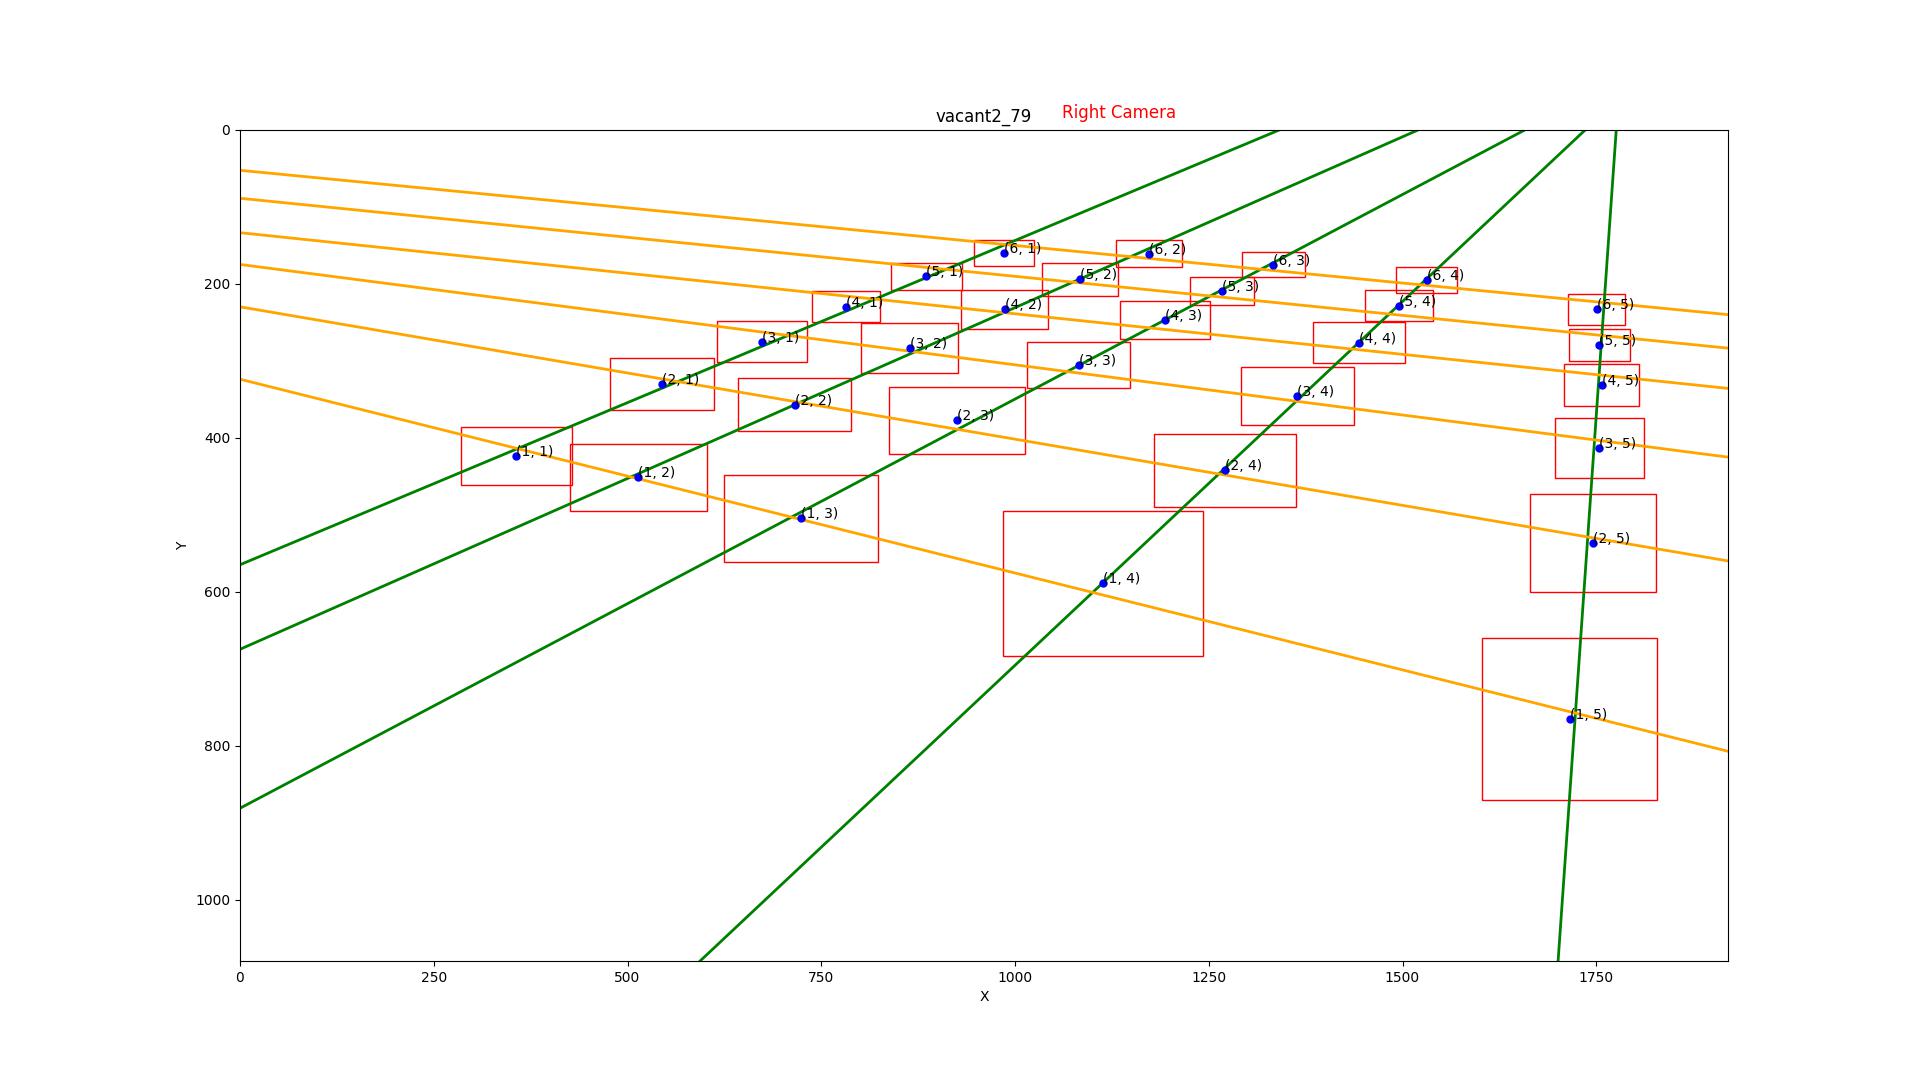 vacant2_79 Right Camera
0
200
400
600
800
1000
Y
(6, 1) (6, 2) (6, 3) (6, 4) (6, 5)
(5, 1) (5, 2) (5, 3) (5, 4) (5, 5)
(4, 1) (4, 2) (4, 3) (4, 4) (4, 5)
(3, 1) (3, 2) (3, 3) (3, 4) (3, 5)
(2, 1) (2, 2) (2, 3) (2, 4) (2, 5)
(1, 1) (1, 2) (1, 3) (1, 4) (1, 5)
0 250 500 750 1000 1250 1500 1750
X